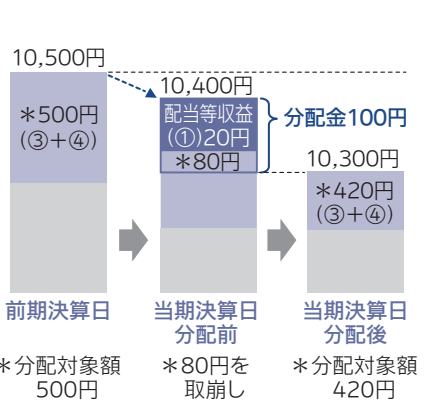 10,500円
10,400円
＊500円
(③＋④)
配当等収益
(①)20円
＊80円
分配金100円
10,300円
＊420円
(③＋④)
前期決算日
当期決算日
分配前
当期決算日
分配後
＊分配対象額
500円
＊80円を
取崩し
＊分配対象額
420円